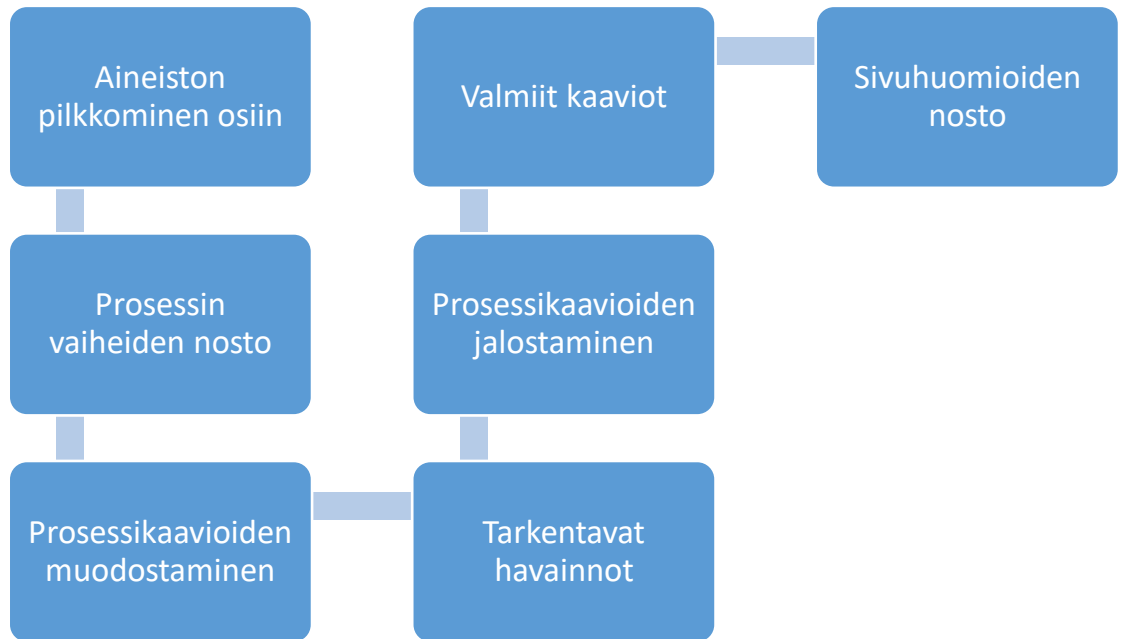 Aineiston
pilkkominen osiin
Prosessin
vaiheiden nosto
Prosessikaavioiden
muodostaminen
Tarkentavat
havainnot
Prosessikaavioiden
jalostaminen
Valmiit kaaviot
Sivuhuomioiden
nosto